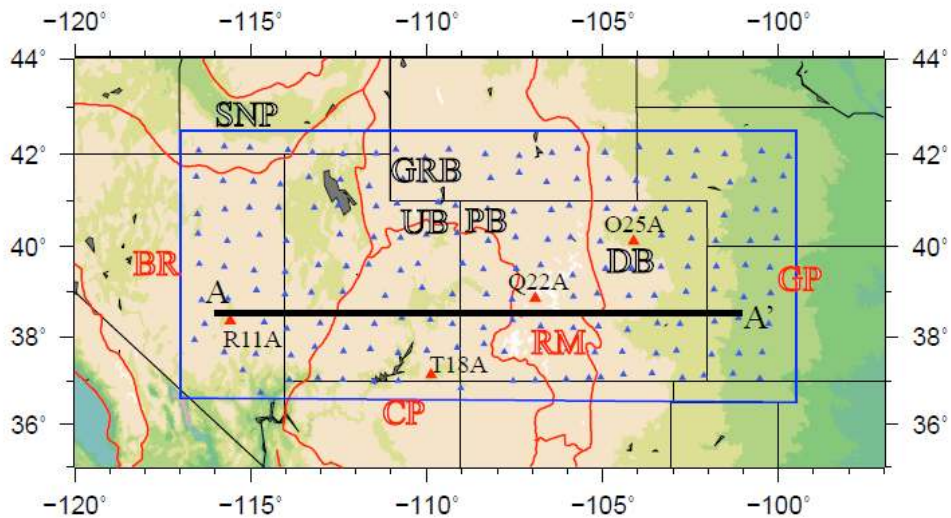 −120° −115° −110° −105° −100°
44° 44°
SNP
42° 42°
GRB
UB PB
O25A
40° 40°
BR DB GP
Q22A
A A’
38° 38°
R11A RM
T18A
CP
36° 36°
−120° −115° −110° −105° −100°